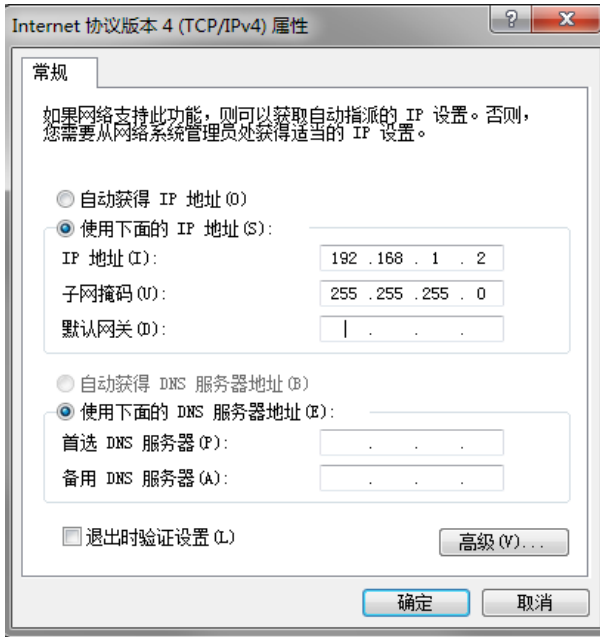 Internet 协议版本 4 (TCP/IPv4) 属性
常规
如果网络支持此功能，则可以获取自动指派的 IP 设置。否则，
您需要从网络系统管理员处获得适当的 IP 设置。
自动获得 IP 地址(O)
使用下面的 IP 地址(S):
IP 地址(I): 192 .168 . 1 . 2
子网掩码(U): 255 .255 .255 . 0
默认网关(D): . . .
自动获得 DNS 服务器地址(B)
使用下面的 DNS 服务器地址(E):
首选 DNS 服务器(P): . . .
备用 DNS 服务器(A): . . .
退出时验证设置(L)
高级(V)...
确定 取消